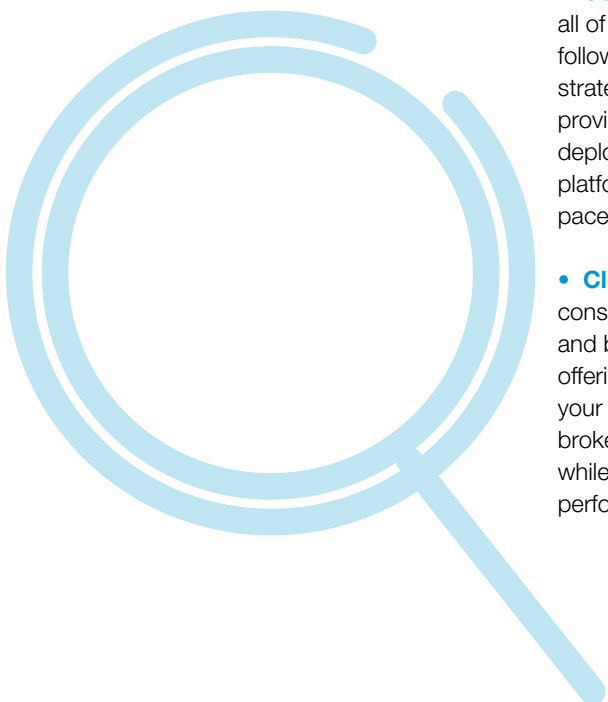 all of
follow
strate
provi
deplo
platfo
pace
• Cl
cons
and b
offeri
your
broke
while
perfo